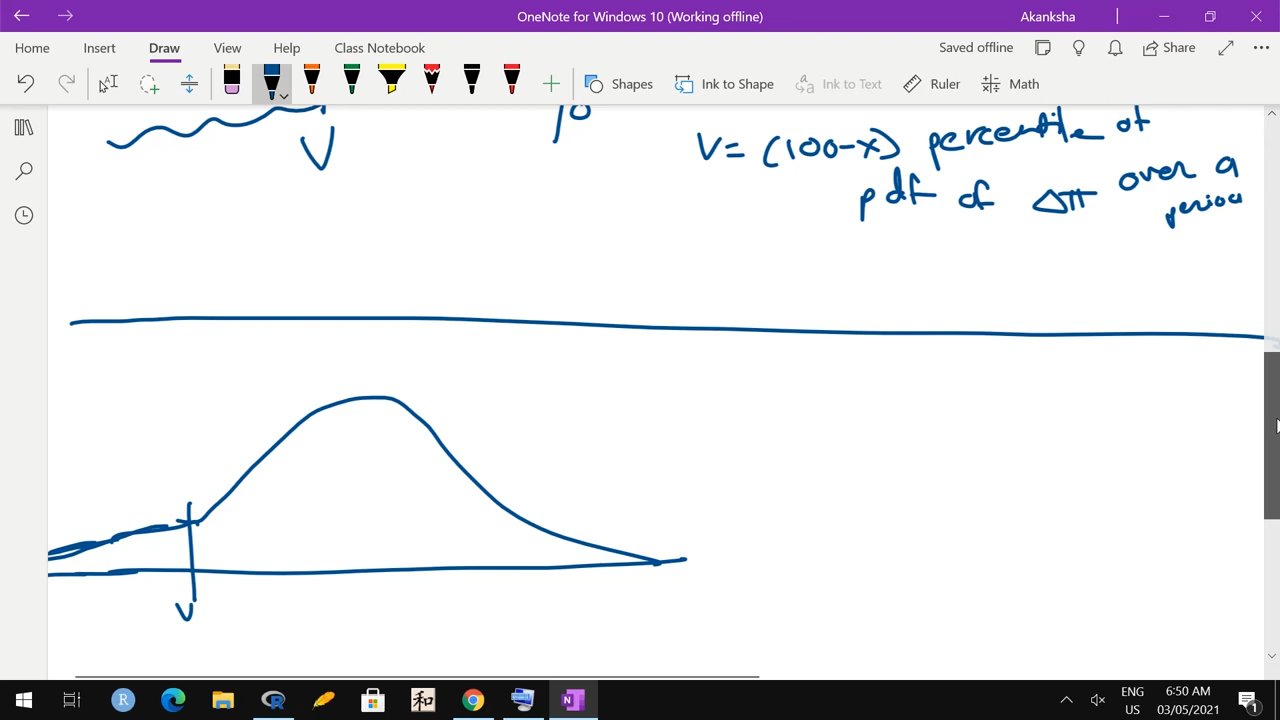 OneNote for Windows 10 (Working offline)
Akanksha
Home Insert Draw View Help Class Notebook
Saved offline
Share
Shapes
Ink to Shape
Ink to Text
Ruler
Math
V
V = (100-x) percentile of
pdf of Δπ over a
period
V
ENG
US
6:50 AM
03/05/2021
1